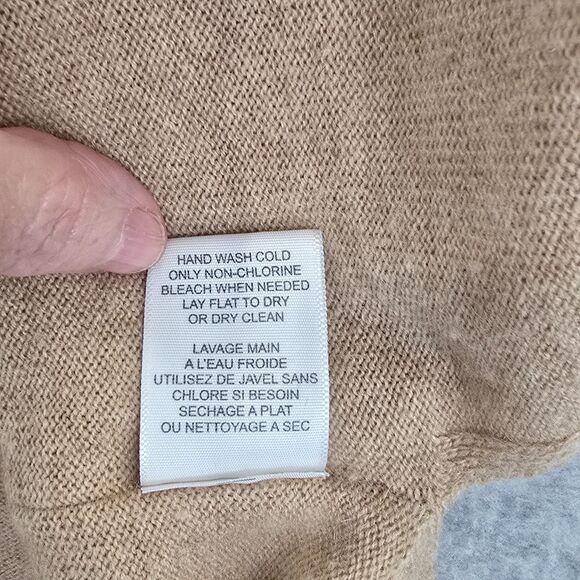 HAND WASH COLD
ONLY NON-CHLORINE
BLEACH WHEN NEEDED
LAY FLAT TO DRY
OR DRY CLEAN
LAVAGE MAIN
A L'EAU FROIDE
UTILISEZ DE JAVEL SANS
CHLORE SI BESOIN
SECHAGE A PLAT
OU NETTOYAGE A SEC